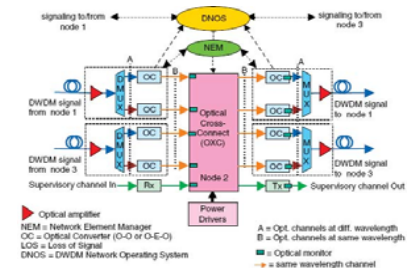 signaling to/from
node 1
DNOS
signaling to/from
node 3
NEM
A
B
B
A
DMUX
OC
OC
Optical
Cross-
Connect
(OXC)
Node 2
OC
OC
MUX
DWDM signal
from node 1
DWDM signal
to node 1
DMUX
OC
OC
OC
OC
MUX
DWDM signal
from node 3
DWDM signal
to node 3
Supervisory channel In
Rx
Tx
Supervisory channel Out
Power
Drivers
Optical amplifier
NEM = Network Element Manager
OC = Optical Converter (O-O or O-E-O)
LOS = Loss of Signal
DNOS = DWDM Network Operating System
A = Opt. channels at diff. wavelength
B = Opt. channels at same wavelength
Optical monitor
= same wavelength channel